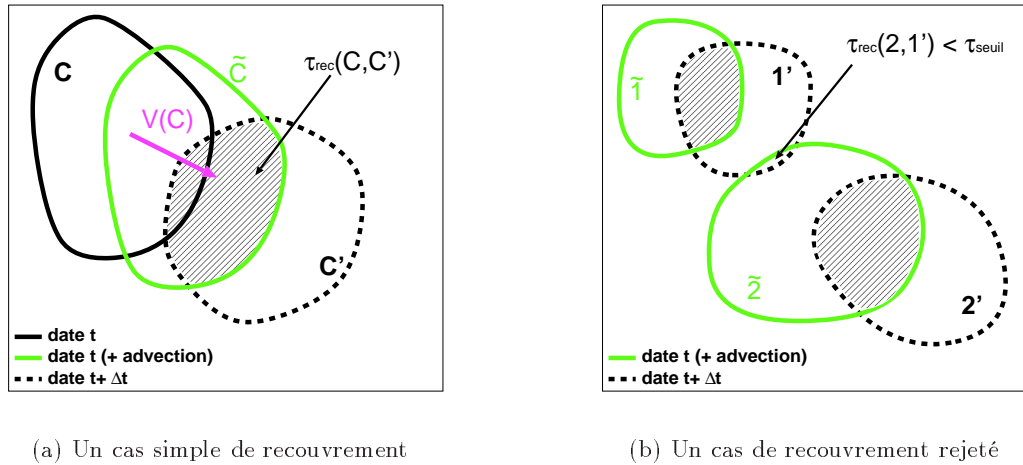 C
C̃
τrec(C,C')
V(C)
C'
date t
date t (+ advection)
date t+ Δt
(a) Un cas simple de recouvrement
τrec(2,1') < τseuil
1̃
1'
2̃
2'
date t (+ advection)
date t+ Δt
(b) Un cas de recouvrement rejeté